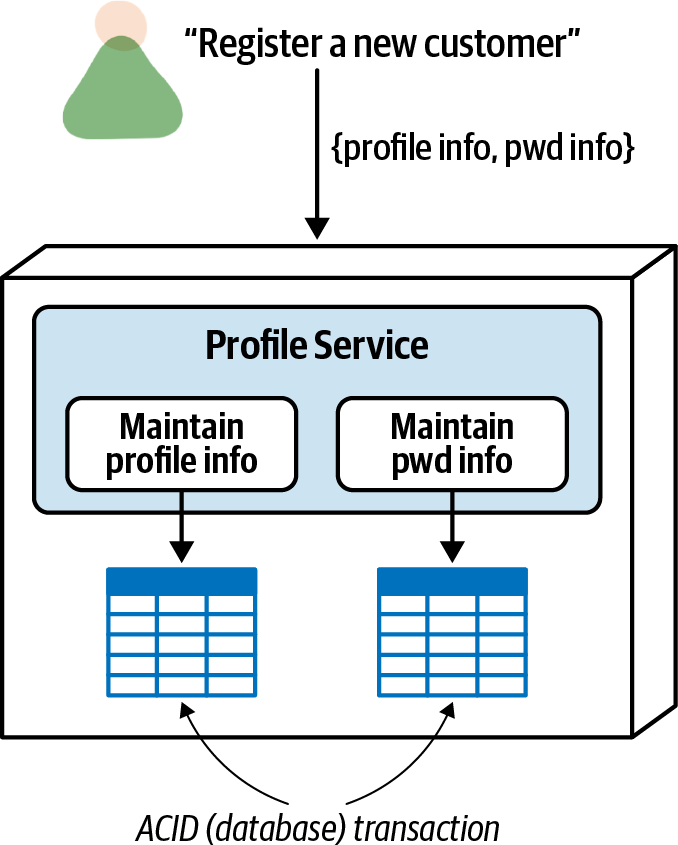 “Register a new customer”
{profile info, pwd info}
Profile Service
Maintain
profile info
Maintain
pwd info
ACID (database) transaction